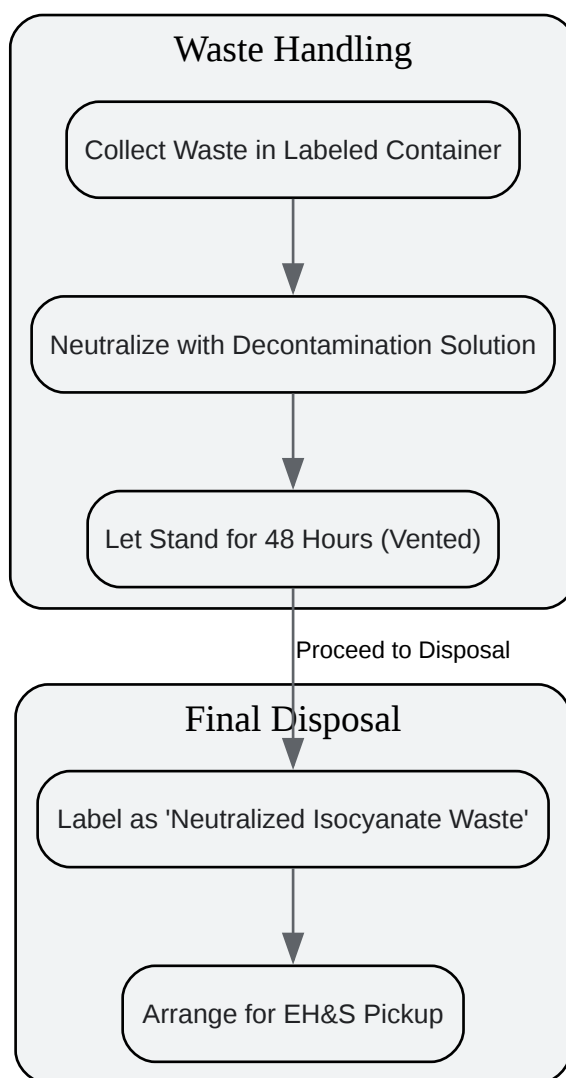 Waste Handling
Collect Waste in Labeled Container
Neutralize with Decontamination Solution
Let Stand for 48 Hours (Vented)
Proceed to Disposal
Final Disposal
Label as 'Neutralized Isocyanate Waste'
Arrange for EH&S Pickup